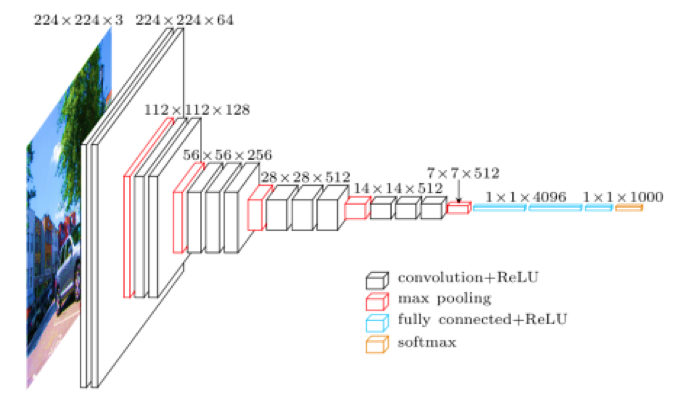 224×224×3 224×224×64
112×112×128
56×56×256
28×28×512
14×14×512
7×7×512
1×1×4096 1×1×1000
convolution+ReLU
max pooling
fully connected+ReLU
softmax